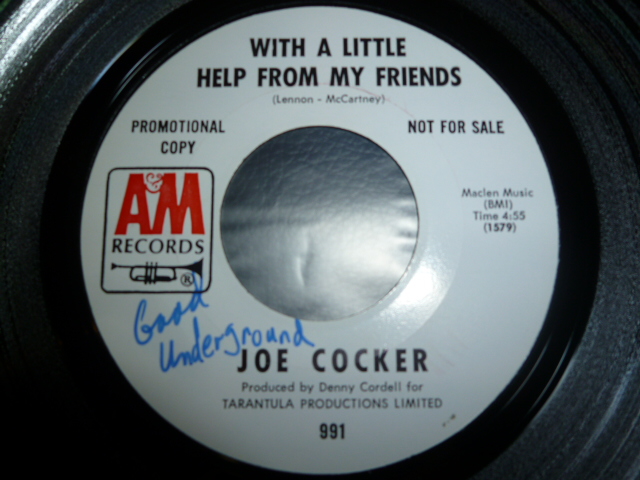 WITH A LITTLE
HELP FROM MY FRIENDS
(Lennon - McCartney)
PROMOTIONAL
COPY
NOT FOR SALE
A&M
RECORDS
®
Maclen Music
(BMI)
Time 4:55
(1579)
Good
Underground
JOE COCKER
Produced by Denny Cordell for
TARANTULA PRODUCTIONS LIMITED
991